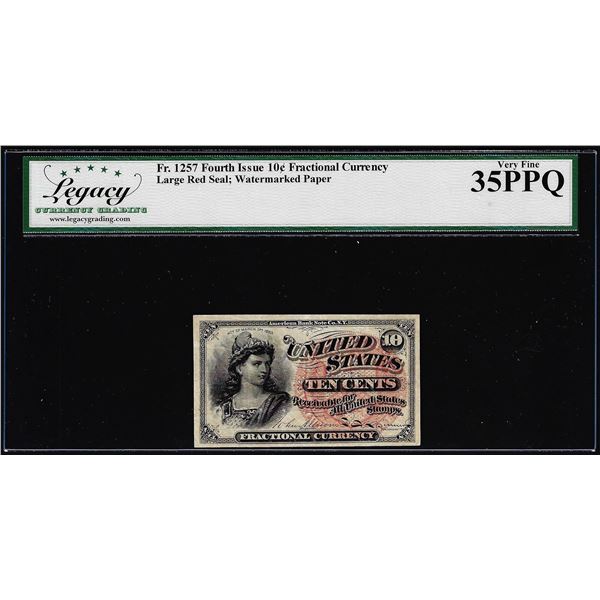 Legacy
CURRENCY GRADING
www.legacygrading.com
Fr. 1257 Fourth Issue 10¢ Fractional Currency
Large Red Seal; Watermarked Paper
Very Fine
35PPQ
American Bank Note Co. N.Y.
10
UNITED
STATES
TEN CENTS
Receivable for
All United States
Stamps.
FRACTIONAL CURRENCY